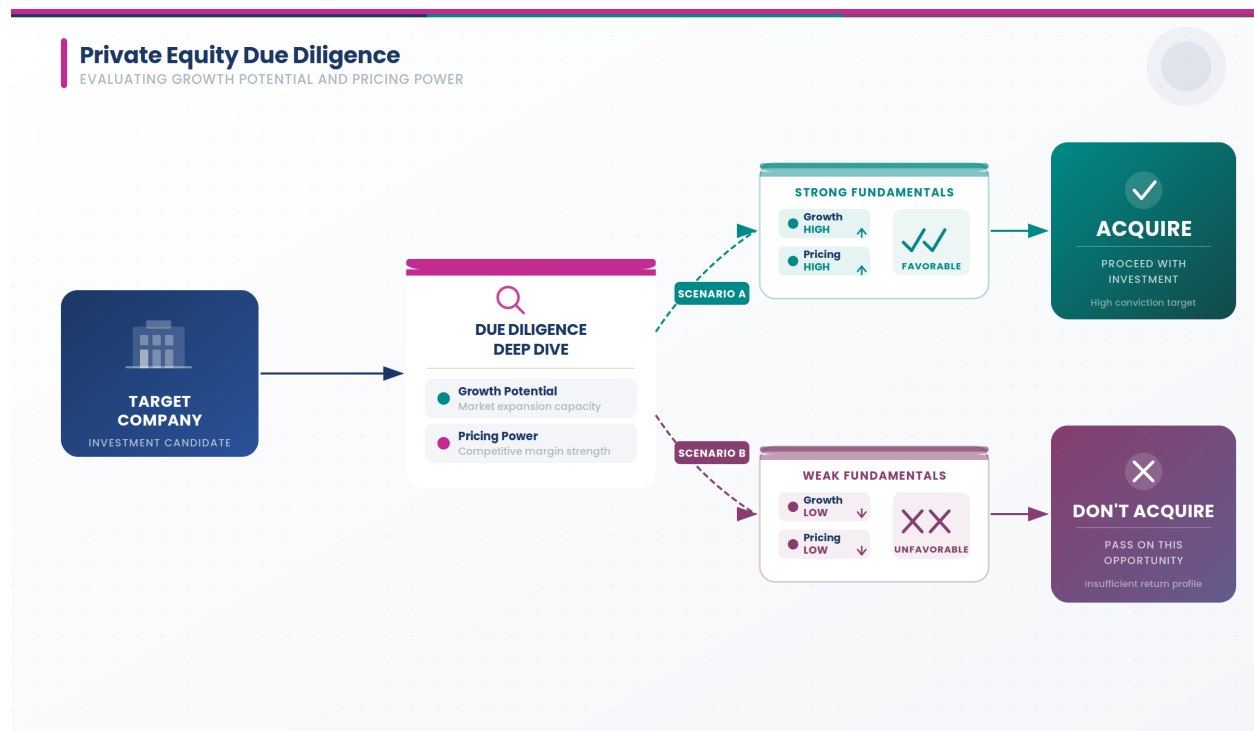 Private Equity Due Diligence
EVALUATING GROWTH POTENTIAL AND PRICING POWER
TARGET
COMPANY
INVESTMENT CANDIDATE
DUE DILIGENCE
DEEP DIVE
Growth Potential
Market expansion capacity
Pricing Power
Competitive margin strength
SCENARIO A
STRONG FUNDAMENTALS
Growth
HIGH
Pricing
HIGH
FAVORABLE
ACQUIRE
PROCEED WITH
INVESTMENT
High conviction target
SCENARIO B
WEAK FUNDAMENTALS
Growth
LOW
Pricing
LOW
UNFAVORABLE
DON'T ACQUIRE
PASS ON THIS
OPPORTUNITY
Insufficient return profile